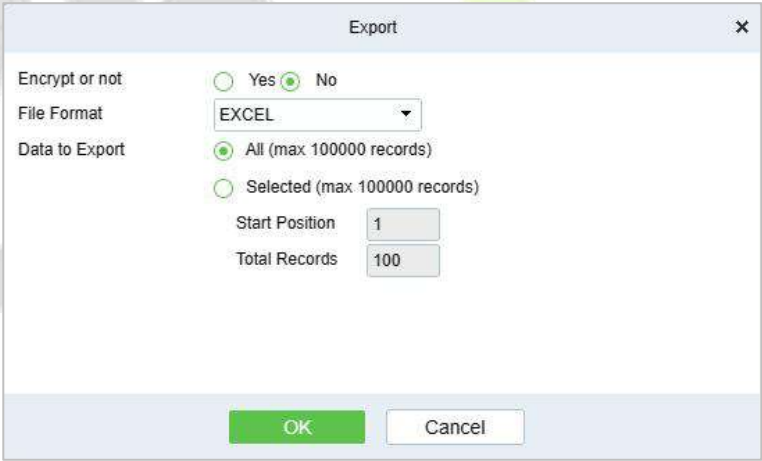 Export
Encrypt or not Yes No
File Format EXCEL
Data to Export All (max 100000 records)
Selected (max 100000 records)
Start Position 1
Total Records 100
OK Cancel